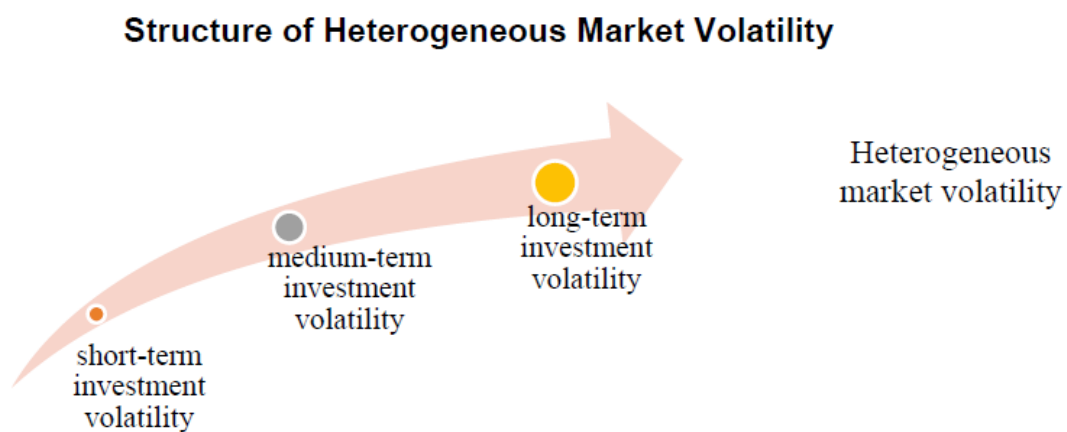 Structure of Heterogeneous Market Volatility
Heterogeneous
market volatility
long-term
investment
volatility
medium-term
investment
volatility
short-term
investment
volatility